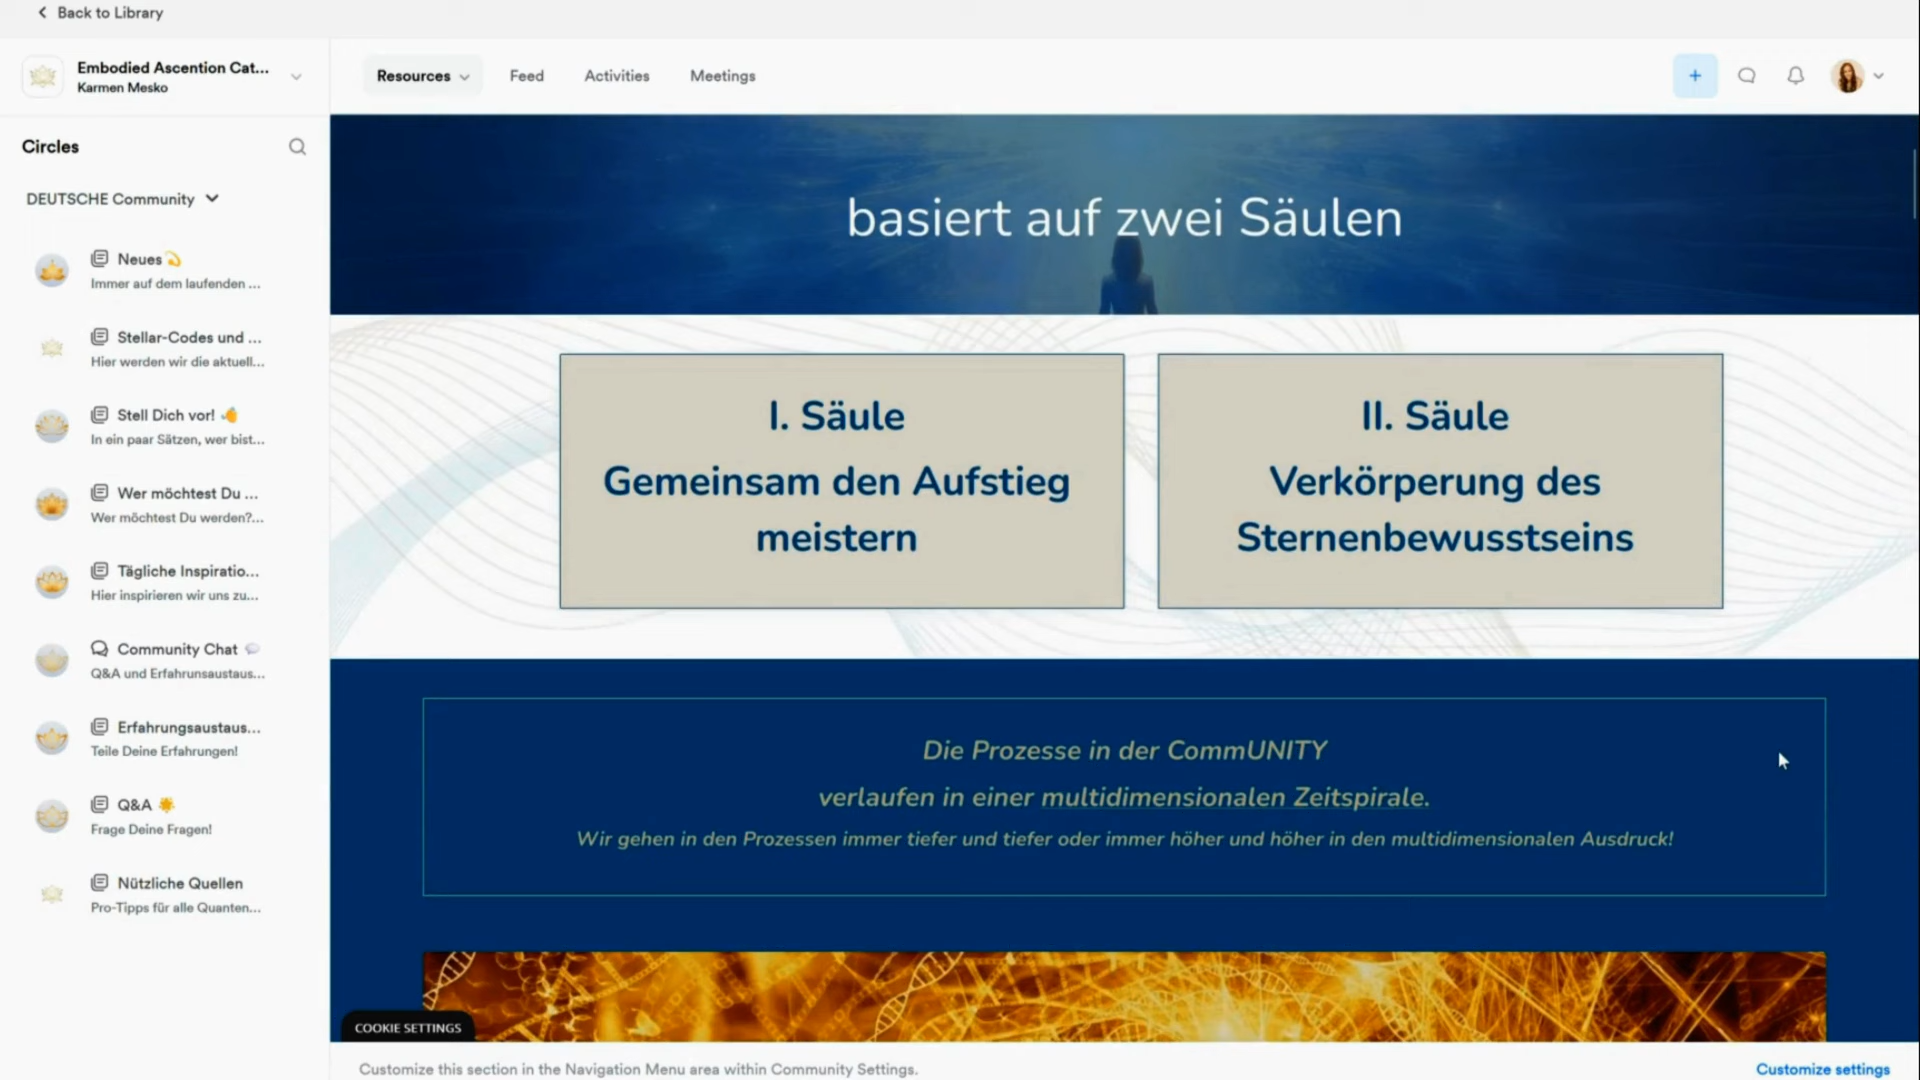 Back to Library
Embodied Ascention Cat...
Karmen Mesko
Resources
Feed
Activities
Meetings
Circles
DEUTSCHE Community
Neues
Immer auf dem laufenden ...
Stellar-Codes und ...
Hier werden wir die aktuell...
Stell Dich vor!
In ein paar Sätzen, wer bist...
Wer möchtest Du ...
Wer möchtest Du werden?...
Tägliche Inspiratio...
Hier inspirieren wir uns zu...
Community Chat
Q&A und Erfahrunsaustaus...
Erfahrungsaustaus...
Teile Deine Erfahrungen!
Q&A
Frage Deine Fragen!
Nützliche Quellen
Pro-Tipps für alle Quanten...
basiert auf zwei Säulen
I. Säule
Gemeinsam den Aufstieg
meistern
II. Säule
Verkörperung des
Sternenbewusstseins
Die Prozesse in der CommUNITY
verlaufen in einer multidimensionalen Zeitspirale.
Wir gehen in den Prozessen immer tiefer und tiefer oder immer höher und höher in den multidimensionalen Ausdruck!
COOKIE SETTINGS
Customize this section in the Navigation Menu area within Community Settings.
Customize settings